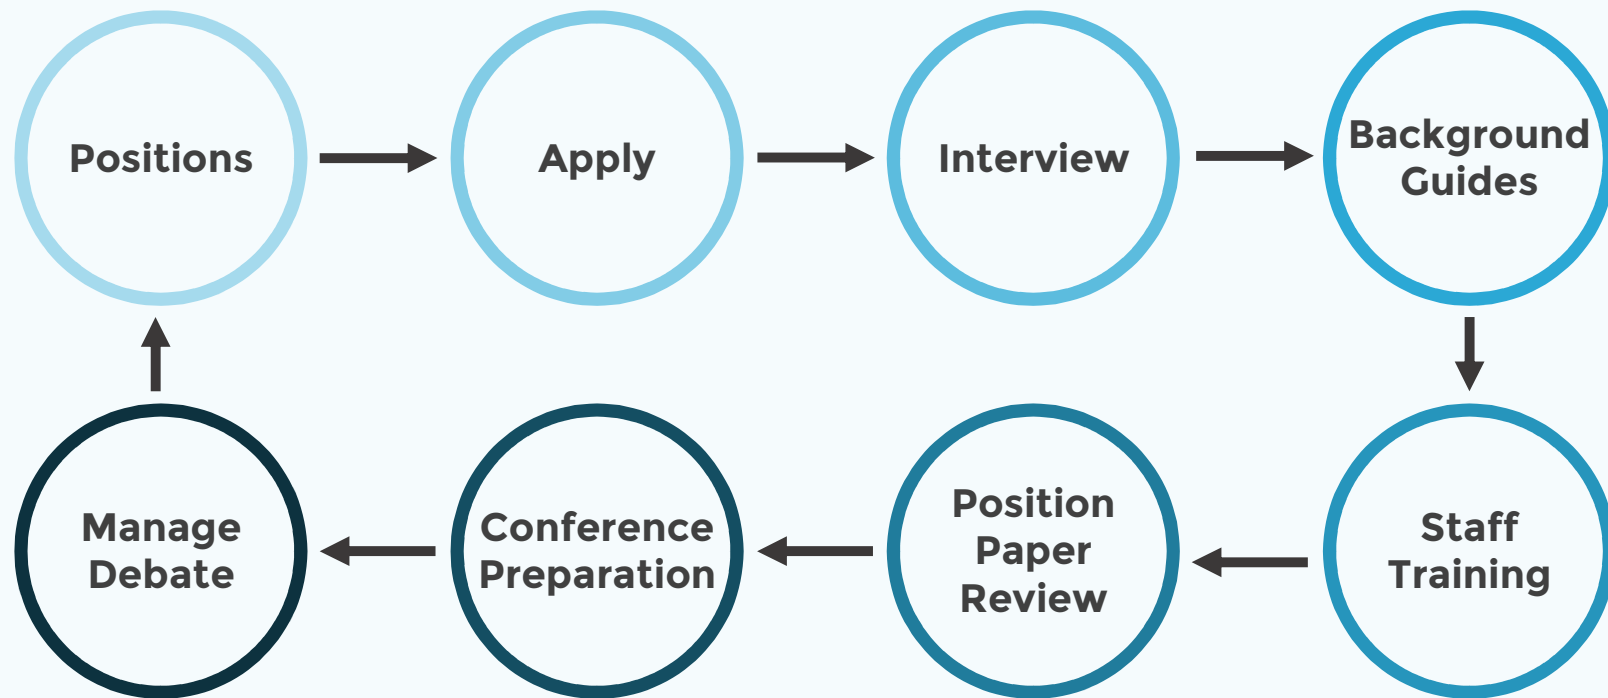 Positions
Apply
Interview
Background
Guides
Staff
Training
Position
Paper
Review
Conference
Preparation
Manage
Debate